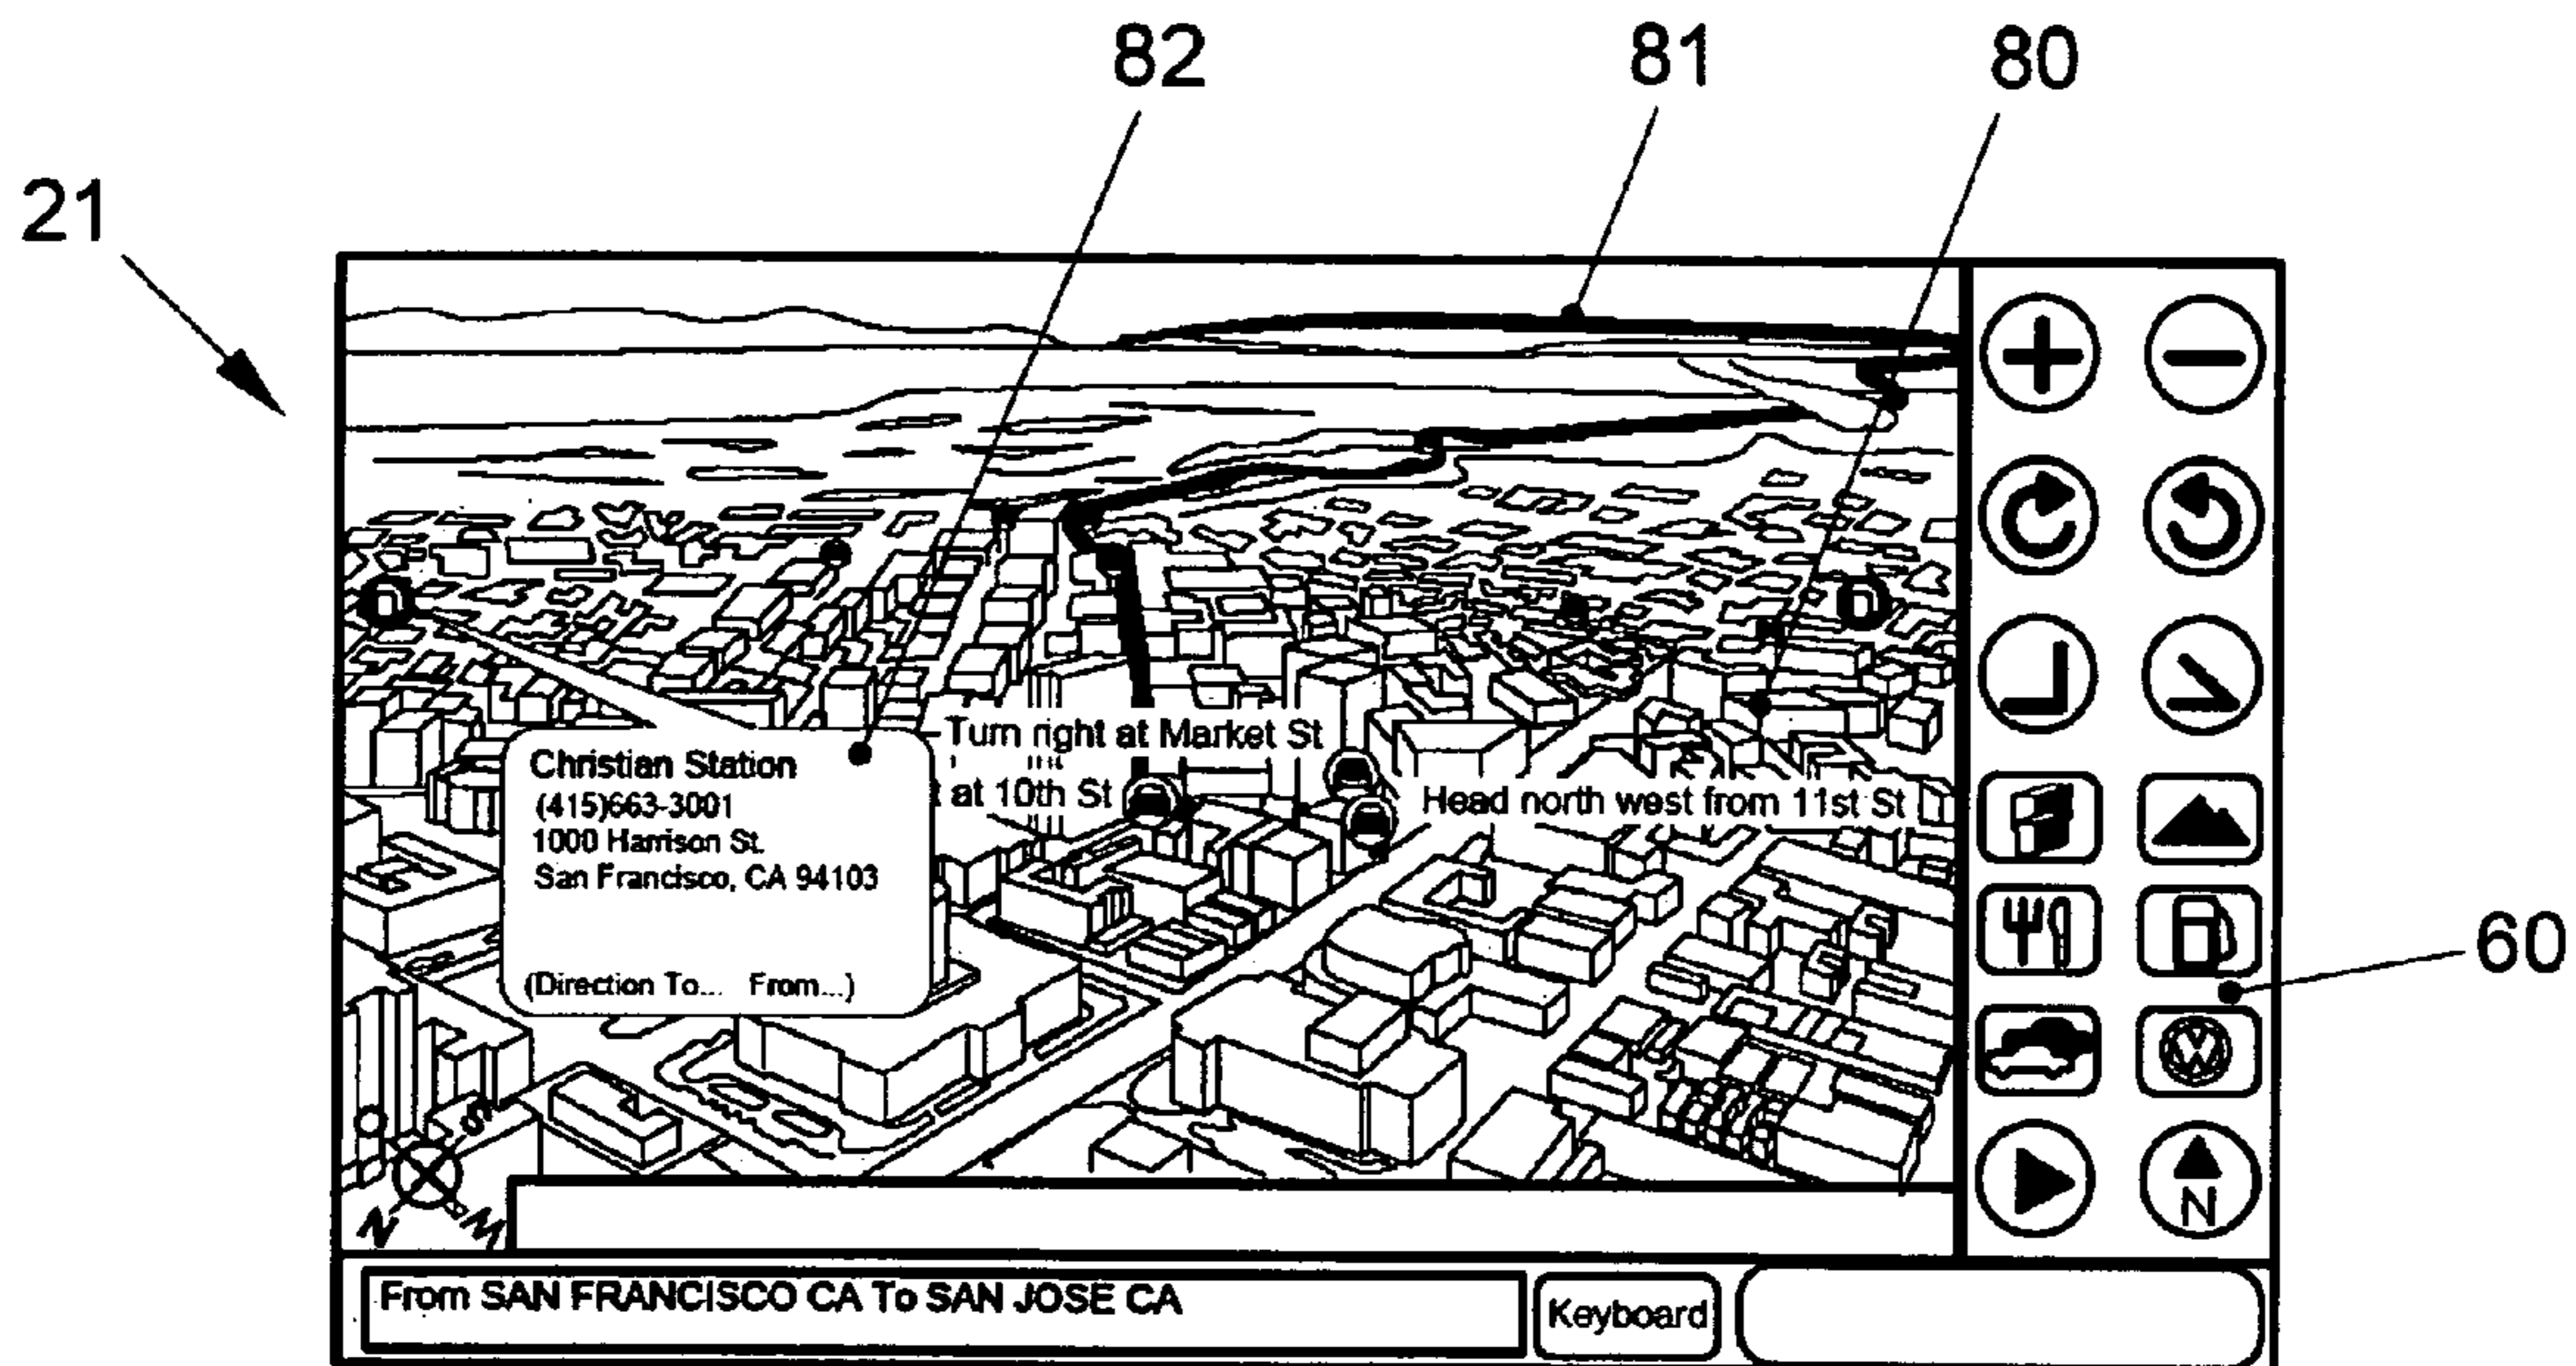 82
81
80
21
Turn right at Market St
Christian Station
(415)663-3001
at 10th St
Head north west from 11st St
1000 Harrison St.
San Francisco, CA 94103
60
(Direction To... From...)
S
N
N
From SAN FRANCISCO CA To SAN JOSE CA
Keyboard